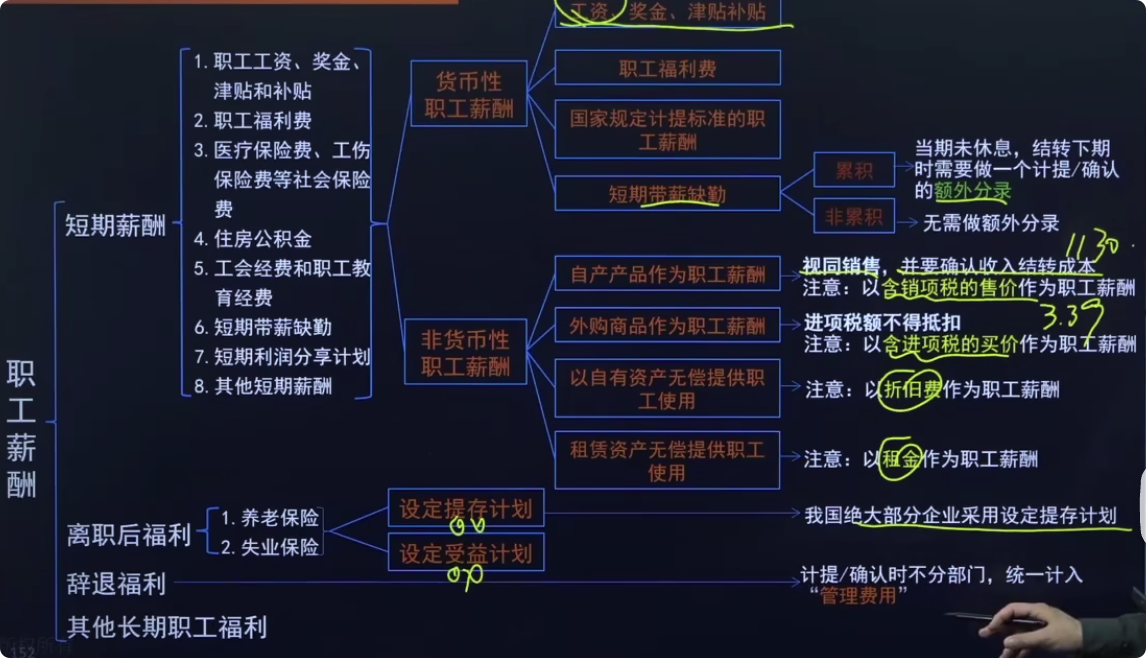 工资、奖金、津贴补贴
1. 职工工资、奖金、
津贴和补贴
2. 职工福利费
3. 医疗保险费、工伤
保险费等社会保险
费
4. 住房公积金
5. 工会经费和职工教
育经费
6. 短期带薪缺勤
7. 短期利润分享计划
8. 其他短期薪酬
短期薪酬
货币性
职工薪酬
职工福利费
国家规定计提标准的职
工薪酬
短期带薪缺勤
累积
当期未休息，结转下期
时需要做一个计提/确认
的额外分录
非累积
无需做额外分录
1130
非货币性
职工薪酬
自产产品作为职工薪酬
视同销售，并要确认收入结转成本
注意：以含销项税的售价作为职工薪酬
3.39
外购商品作为职工薪酬
进项税额不得抵扣
注意：以含进项税的买价作为职工薪酬
以自有资产无偿提供职
工使用
注意：以折旧费作为职工薪酬
租赁资产无偿提供职工
使用
注意：以租金作为职工薪酬
职
工
薪
酬
离职后福利
1. 养老保险
2. 失业保险
设定提存计划
我国绝大部分企业采用设定提存计划
设定受益计划
辞退福利
计提/确认时不分部门，统一计入
“管理费用”
其他长期职工福利
152